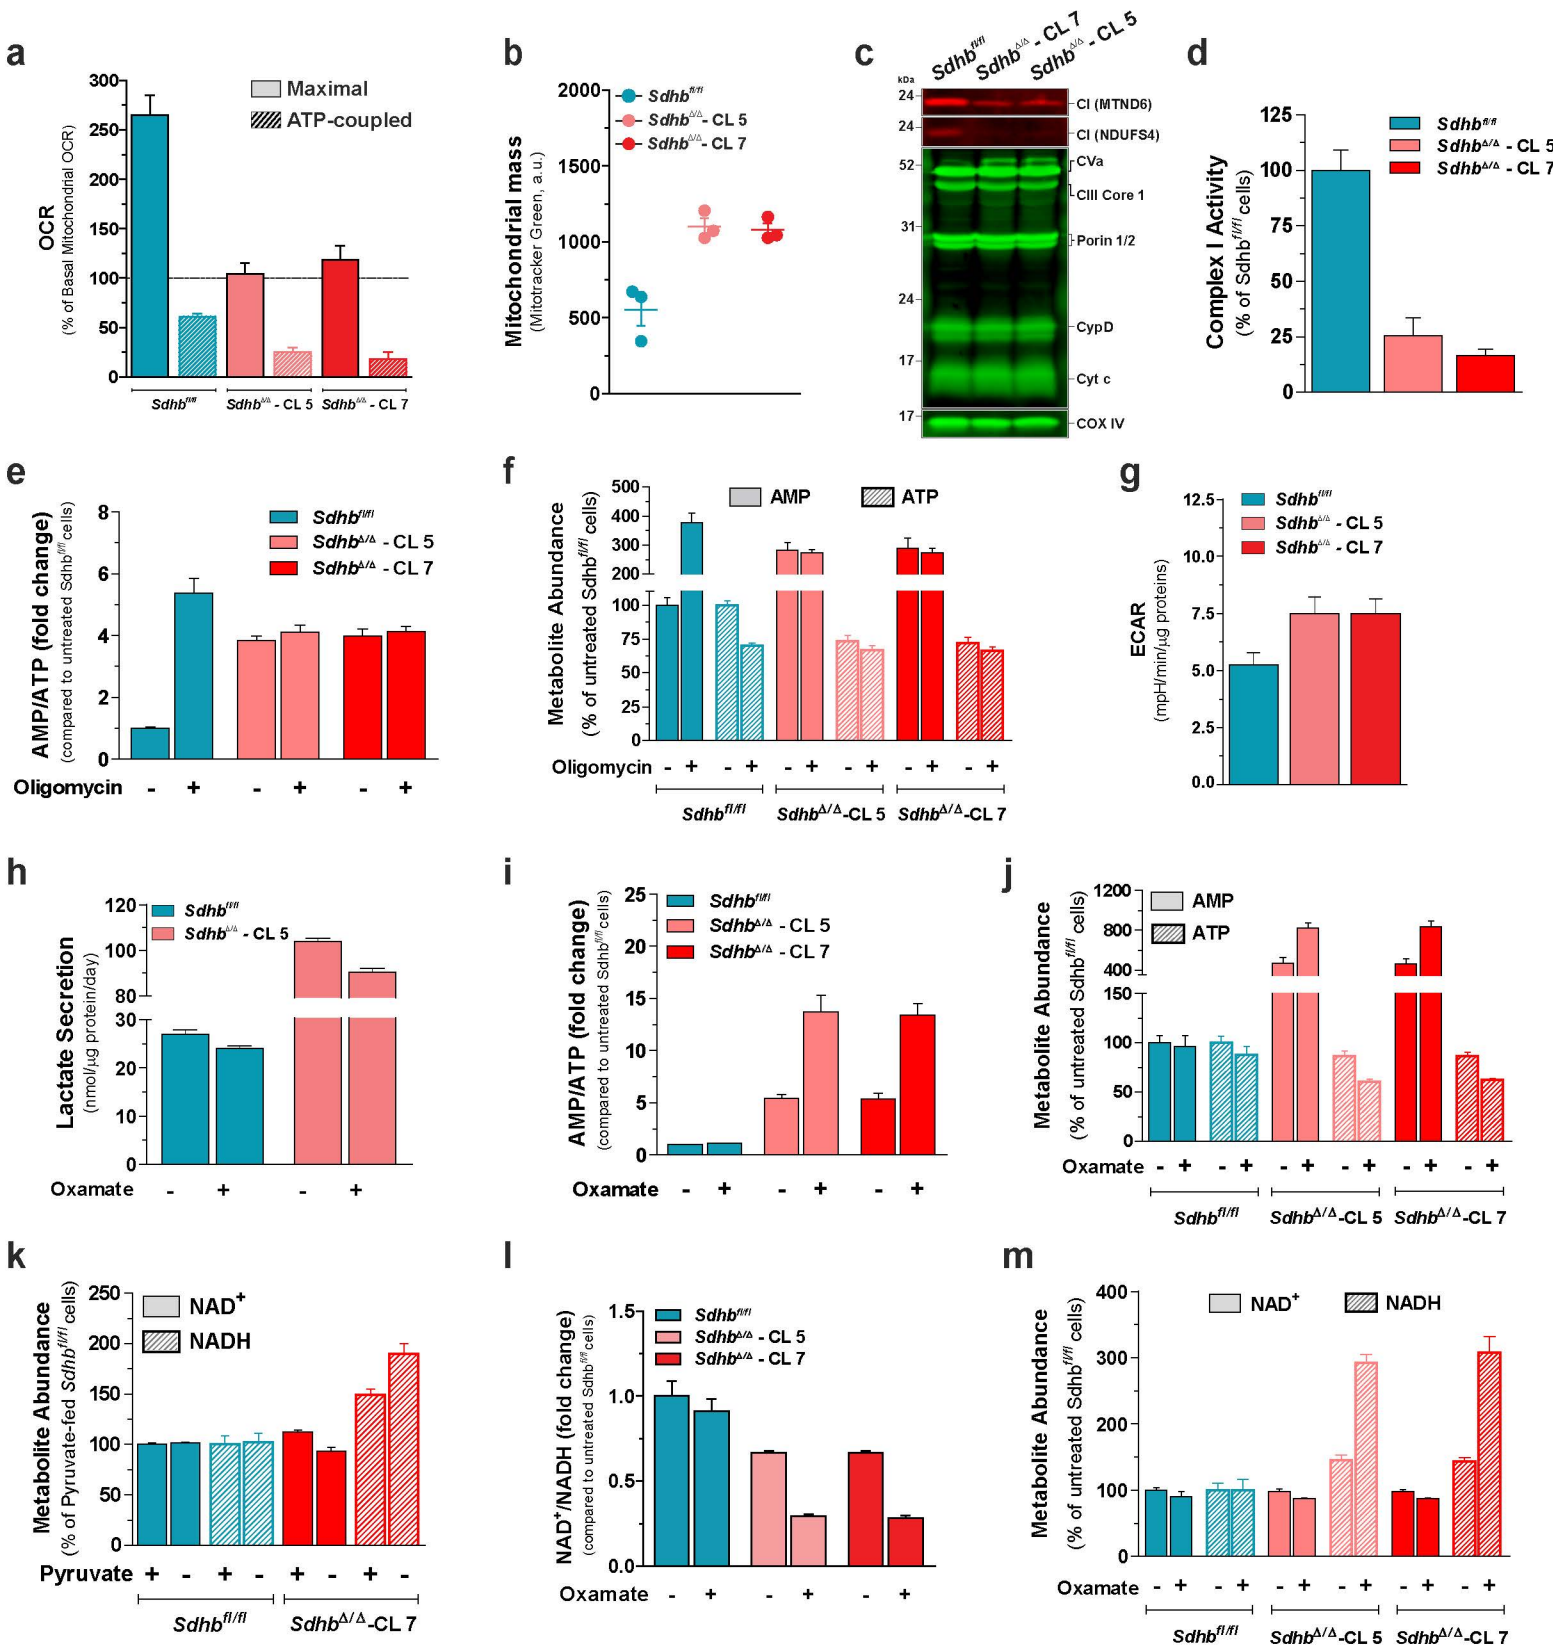 a
300
250
200
150
100
50
0
OCR
(% of Basal Mitochondrial OCR)
Maximal
ATP-coupled
Sdhb^fl/fl
Sdhb^Δ/Δ - CL 5
Sdhb^Δ/Δ - CL 7
b
2000
1500
1000
500
0
Mitochondrial mass
(Mitotracker Green, a.u.)
Sdhb^fl/fl
Sdhb^Δ/Δ - CL 5
Sdhb^Δ/Δ - CL 7
c
Sdhb^fl/fl
Sdhb^Δ/Δ - CL 7
Sdhb^Δ/Δ - CL 5
kDa
24
24
52
31
24
17
17
CI (MTND6)
CI (NDUFS4)
CVa
CIII Core 1
Porin 1/2
CypD
Cyt c
COX IV
d
125
100
75
50
25
0
Complex I Activity
(% of Sdhb^fl/fl cells)
Sdhb^fl/fl
Sdhb^Δ/Δ - CL 5
Sdhb^Δ/Δ - CL 7
e
8
6
4
2
0
AMP/ATP (fold change)
(compared to untreated Sdhb^fl/fl cells)
Sdhb^fl/fl
Sdhb^Δ/Δ - CL 5
Sdhb^Δ/Δ - CL 7
Oligomycin - + - + - +
f
500
400
300
200
100
75
50
25
0
Metabolite Abundance
(% of untreated Sdhb^fl/fl cells)
AMP
ATP
Oligomycin - + - + - + - + - + - +
Sdhb^fl/fl
Sdhb^Δ/Δ-CL 5
Sdhb^Δ/Δ-CL 7
g
12.5
10.0
7.5
5.0
2.5
0.0
ECAR
(mpH/min/µg proteins)
Sdhb^fl/fl
Sdhb^Δ/Δ - CL 5
Sdhb^Δ/Δ - CL 7
h
120
100
80
30
20
10
0
Lactate Secretion
(nmol/µg protein/day)
Sdhb^fl/fl
Sdhb^Δ/Δ - CL 5
Oxamate - + - +
i
25
20
15
10
5
0
AMP/ATP (fold change)
(compared to untreated Sdhb^fl/fl cells)
Sdhb^fl/fl
Sdhb^Δ/Δ - CL 5
Sdhb^Δ/Δ - CL 7
Oxamate - + - + - +
j
1200
800
400
150
100
50
0
Metabolite Abundance
(% of untreated Sdhb^fl/fl cells)
AMP
ATP
Oxamate - + - + - + - + - + - +
Sdhb^fl/fl
Sdhb^Δ/Δ-CL 5
Sdhb^Δ/Δ-CL 7
k
250
200
150
100
50
0
Metabolite Abundance
(% of Pyruvate-fed Sdhb^fl/fl cells)
NAD^+
NADH
Pyruvate + - + - + - + -
Sdhb^fl/fl
Sdhb^Δ/Δ-CL 7
l
1.5
1.0
0.5
0.0
NAD^+/NADH (fold change)
(compared to untreated Sdhb^fl/fl cells)
Sdhb^fl/fl
Sdhb^Δ/Δ - CL 5
Sdhb^Δ/Δ - CL 7
Oxamate - + - + - +
m
400
300
200
100
0
Metabolite Abundance
(% of untreated Sdhb^fl/fl cells)
NAD^+
NADH
Oxamate - + - + - + - + - + - +
Sdhb^fl/fl
Sdhb^Δ/Δ-CL 5
Sdhb^Δ/Δ-CL 7